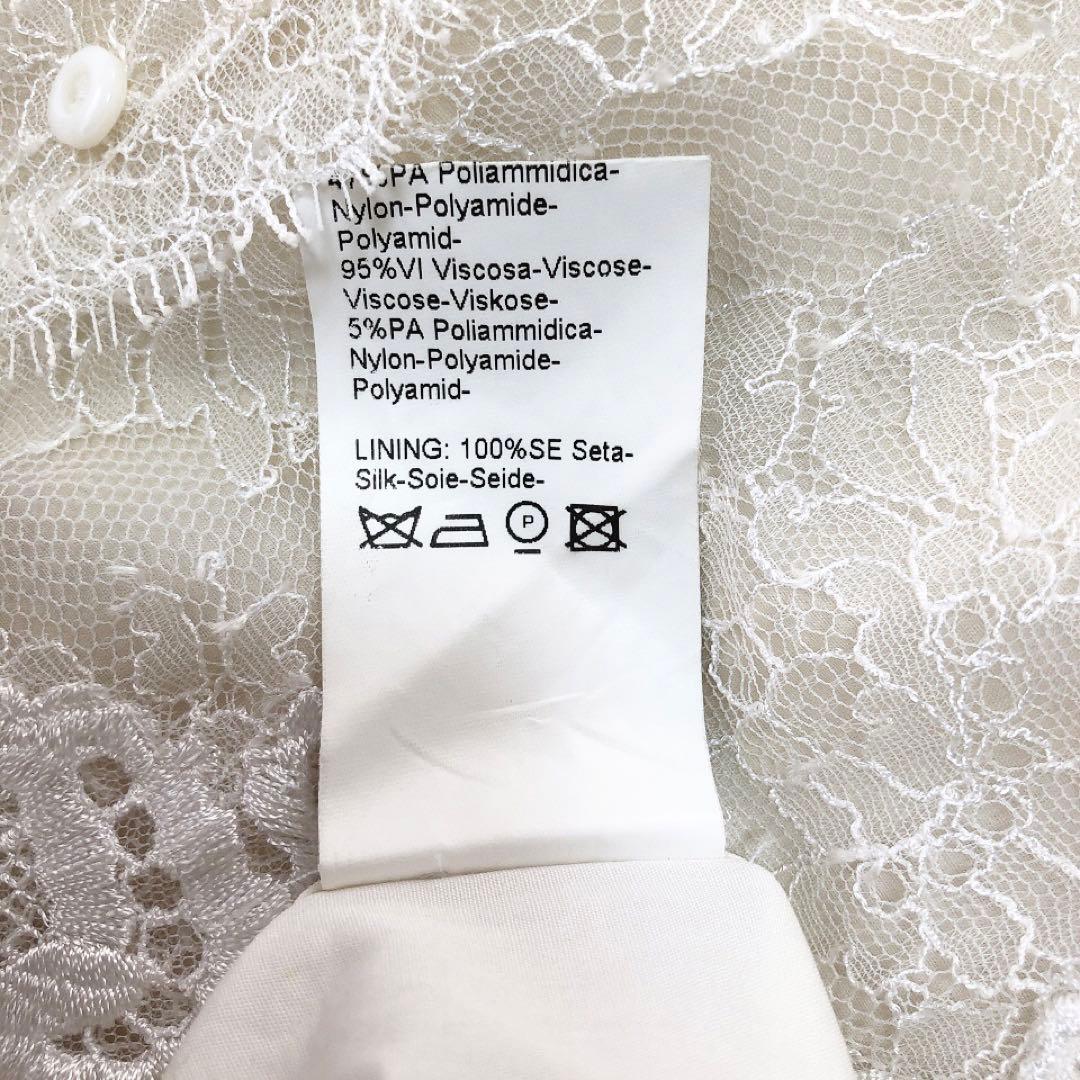 Poliammidica-
Nylon-Polyamide-
Polyamid-
95%VI Viscosa-Viscose-
Viscose-Viskose-
5%PA Poliammidica-
Nylon-Polyamide-
Polyamid-
LINING: 100%SE Seta-
Silk-Soie-Seide-
P